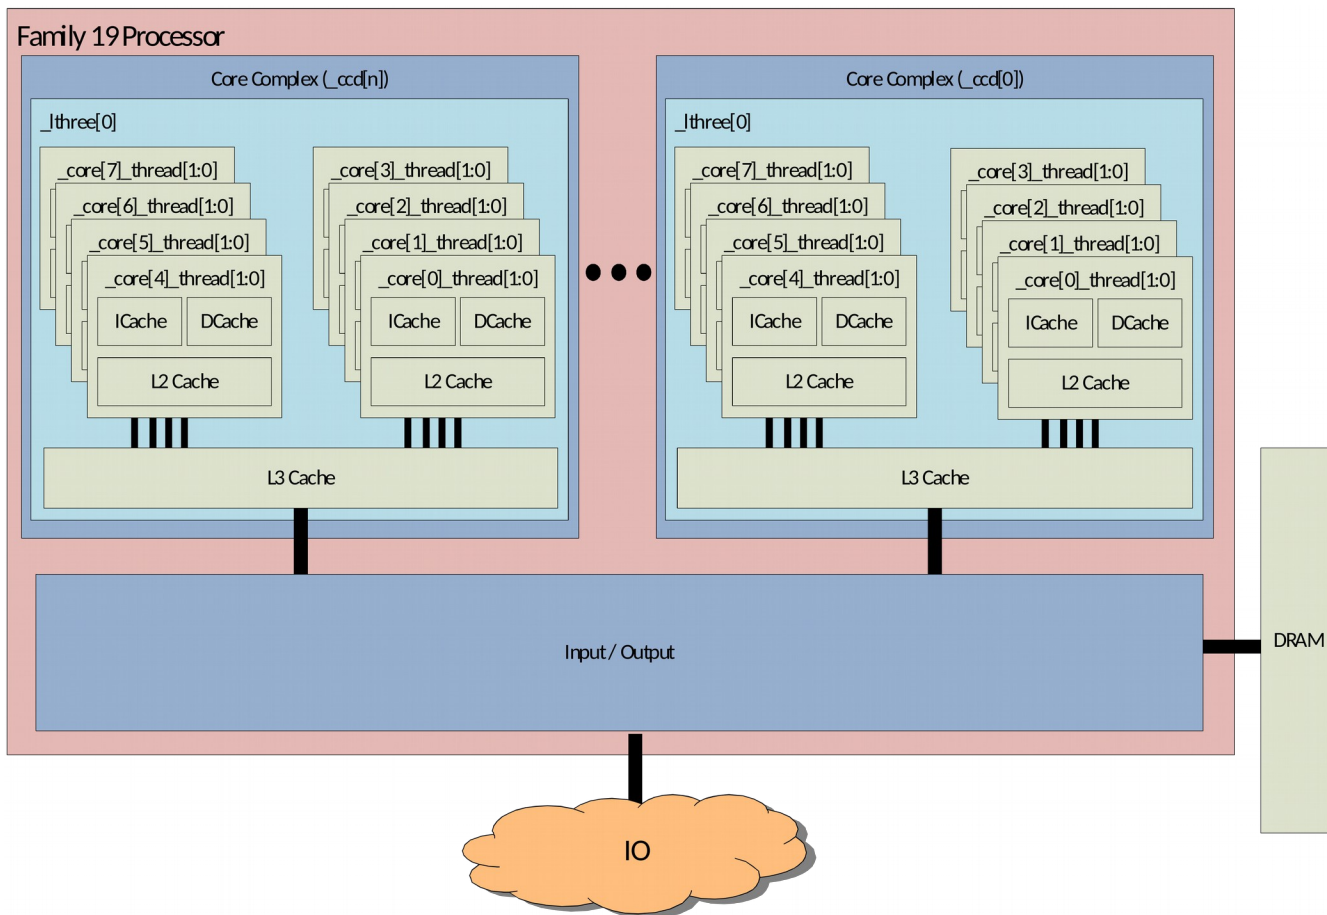 Family 19 Processor
Core Complex (_ccd[n])
_lthree[0]
_core[7]_thread[1:0]
_core[6]_thread[1:0]
_core[5]_thread[1:0]
_core[4]_thread[1:0]
ICache
DCache
L2 Cache
_core[3]_thread[1:0]
_core[2]_thread[1:0]
_core[1]_thread[1:0]
_core[0]_thread[1:0]
ICache
DCache
L2 Cache
L3 Cache
Core Complex (_ccd[0])
_lthree[0]
_core[7]_thread[1:0]
_core[6]_thread[1:0]
_core[5]_thread[1:0]
_core[4]_thread[1:0]
ICache
DCache
L2 Cache
_core[3]_thread[1:0]
_core[2]_thread[1:0]
_core[1]_thread[1:0]
_core[0]_thread[1:0]
ICache
DCache
L2 Cache
L3 Cache
Input / Output
DRAM
IO